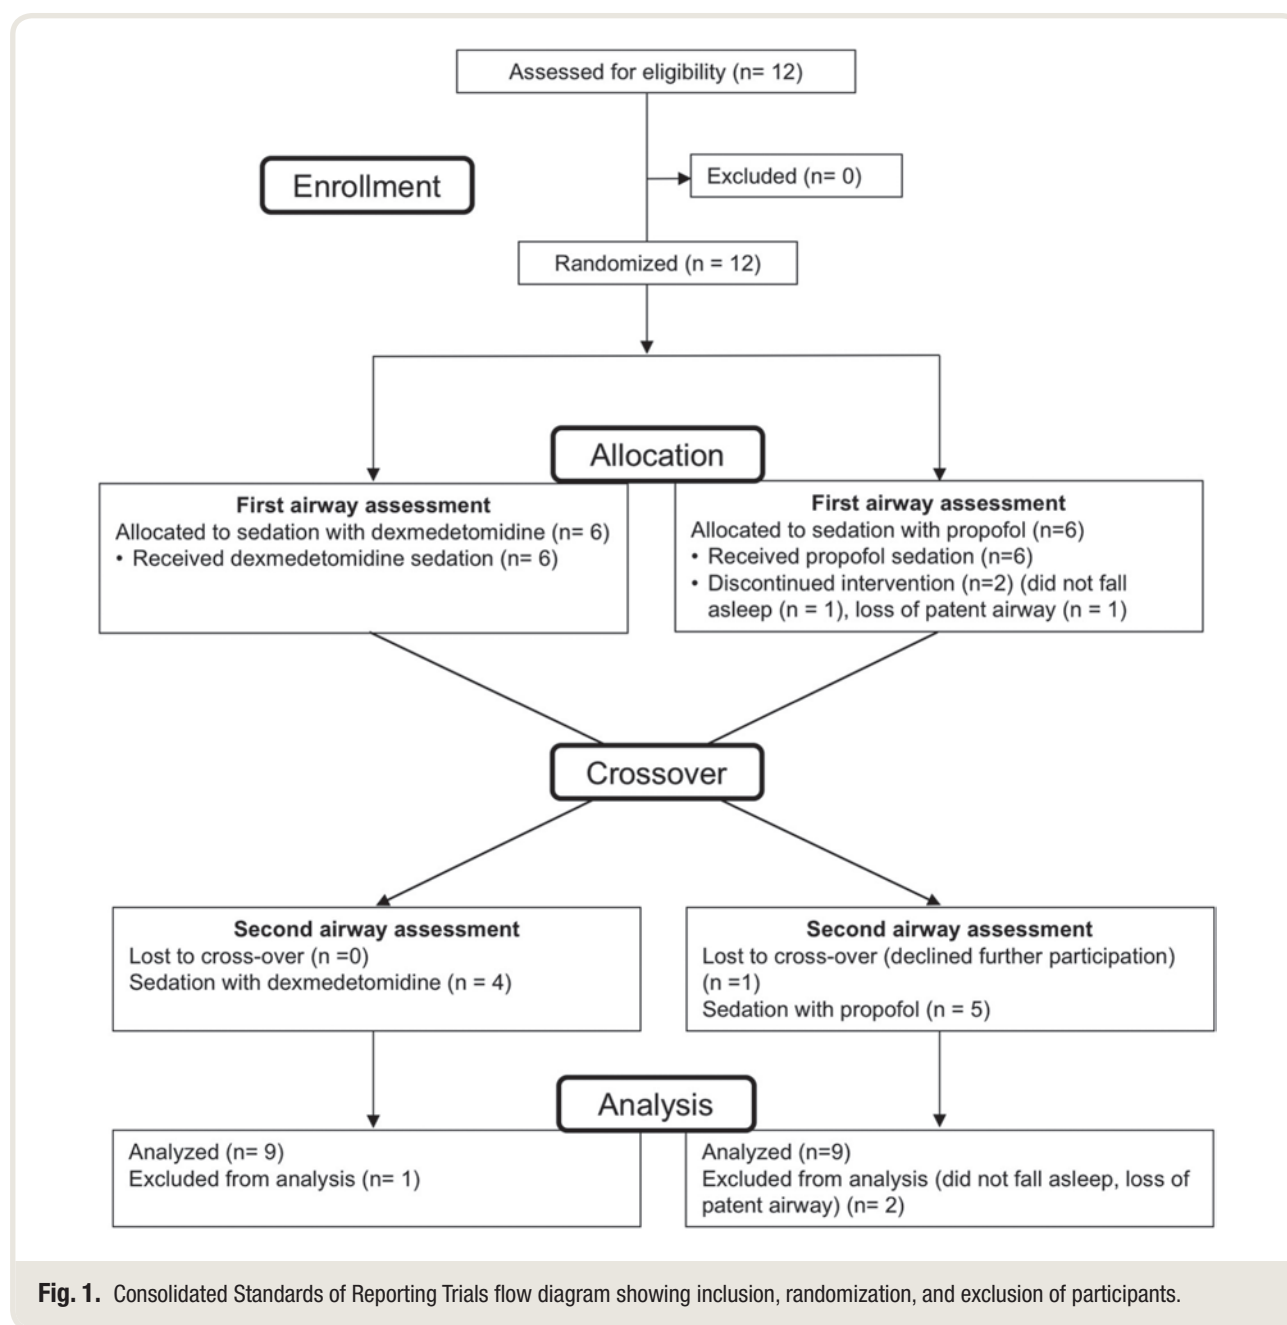 Assessed for eligibility (n= 12)
Enrollment
Excluded (n= 0)
Randomized (n = 12)
Allocation
First airway assessment
Allocated to sedation with dexmedetomidine (n= 6)
• Received dexmedetomidine sedation (n= 6)
First airway assessment
Allocated to sedation with propofol (n=6)
• Received propofol sedation (n=6)
• Discontinued intervention (n=2) (did not fall
asleep (n = 1), loss of patent airway (n = 1)
Crossover
Second airway assessment
Lost to cross-over (n =0)
Sedation with dexmedetomidine (n = 4)
Second airway assessment
Lost to cross-over (declined further participation)
(n =1)
Sedation with propofol (n = 5)
Analysis
Analyzed (n= 9)
Excluded from analysis (n= 1)
Analyzed (n=9)
Excluded from analysis (did not fall asleep, loss of
patent airway) (n= 2)
Fig. 1. Consolidated Standards of Reporting Trials flow diagram showing inclusion, randomization, and exclusion of participants.